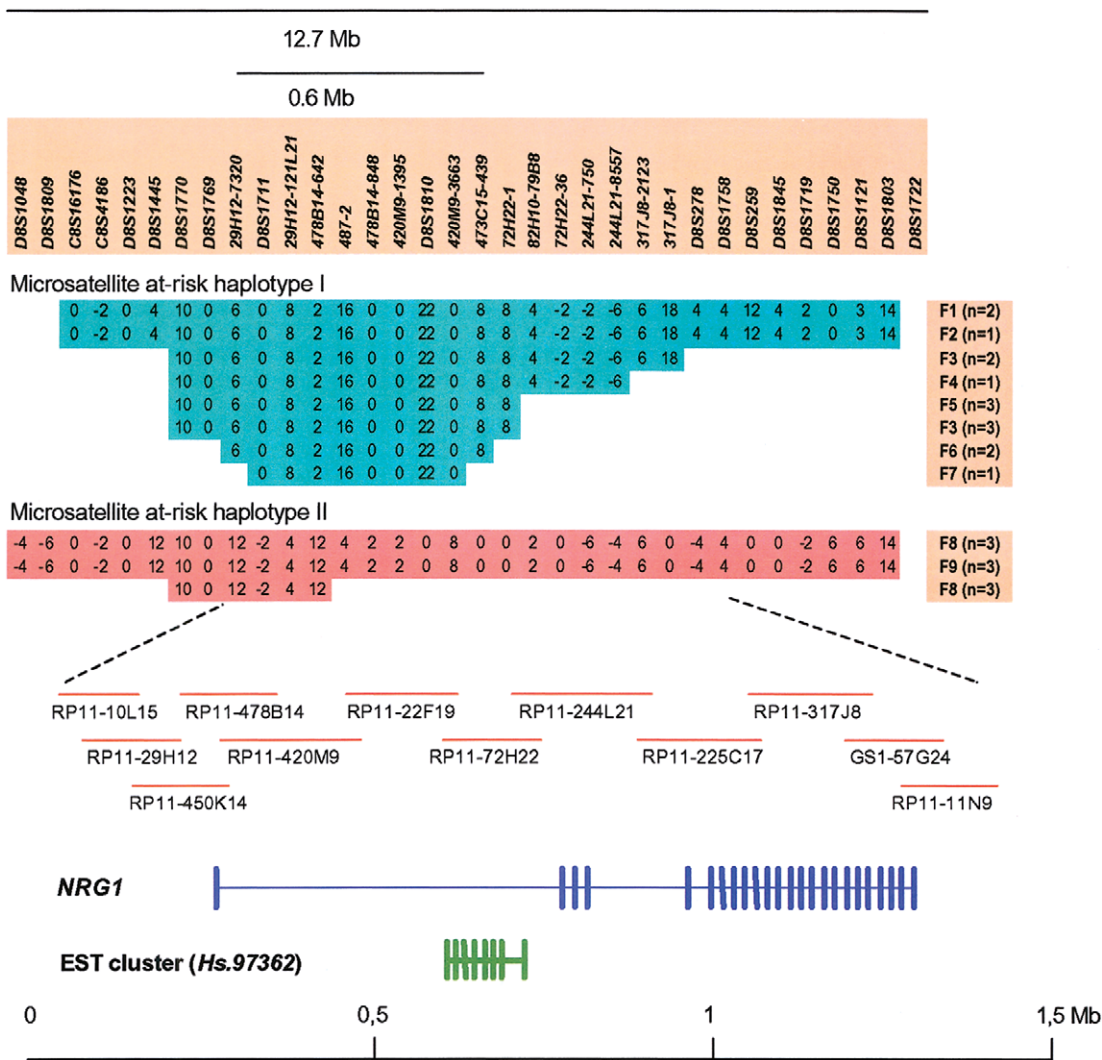 12.7 Mb
0.6 Mb
D8S1048 D8S1809 C8S16176 C8S4186 D8S1223 D8S1445 D8S1770 D8S1769 29H12-7320 D8S1711 29H12-121L21 478B14-642 487-2 478B14-848 420M9-1395 D8S1810 420M9-3663 473C15-439 72H22-1 82H10-79B8 72H22-36 244L21-750 244L21-8557 317J8-2123 317J8-1 D8S278 D8S1758 D8S259 D8S1845 D8S1719 D8S1750 D8S1121 D8S1803 D8S1722
Microsatellite at-risk haplotype I
0 -2 0 4 10 0 6 0 8 2 16 0 0 22 0 8 8 4 -2 -2 -6 6 18 4 4 12 4 2 0 3 14 F1 (n=2)
0 -2 0 4 10 0 6 0 8 2 16 0 0 22 0 8 8 4 -2 -2 -6 6 18 4 4 12 4 2 0 3 14 F2 (n=1)
10 0 6 0 8 2 16 0 0 22 0 8 8 4 -2 -2 -6 6 18 F3 (n=2)
10 0 6 0 8 2 16 0 0 22 0 8 8 4 -2 -2 -6 F4 (n=1)
10 0 6 0 8 2 16 0 0 22 0 8 8 F5 (n=3)
10 0 6 0 8 2 16 0 0 22 0 8 8 F3 (n=3)
6 0 8 2 16 0 0 22 0 8 F6 (n=2)
0 8 2 16 0 0 22 0 F7 (n=1)
Microsatellite at-risk haplotype II
-4 -6 0 -2 0 12 10 0 12 -2 4 12 4 2 2 0 8 0 0 2 0 -6 -4 6 0 -4 4 0 0 -2 6 6 14 F8 (n=3)
-4 -6 0 -2 0 12 10 0 12 -2 4 12 4 2 2 0 8 0 0 2 0 -6 -4 6 0 -4 4 0 0 -2 6 6 14 F9 (n=3)
10 0 12 -2 4 12 F8 (n=3)
RP11-10L15 RP11-478B14 RP11-22F19 RP11-244L21 RP11-317J8
RP11-29H12 RP11-420M9 RP11-72H22 RP11-225C17 GS1-57G24
RP11-450K14 RP11-11N9
NRG1
EST cluster (Hs.97362)
0 0,5 1 1,5 Mb